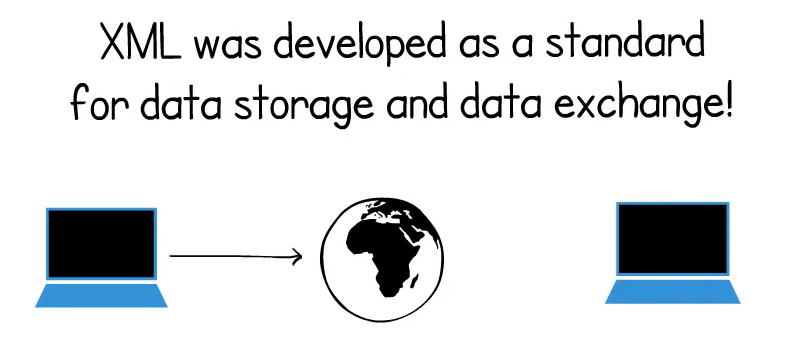 XML was developed as a standard
for data storage and data exchange!